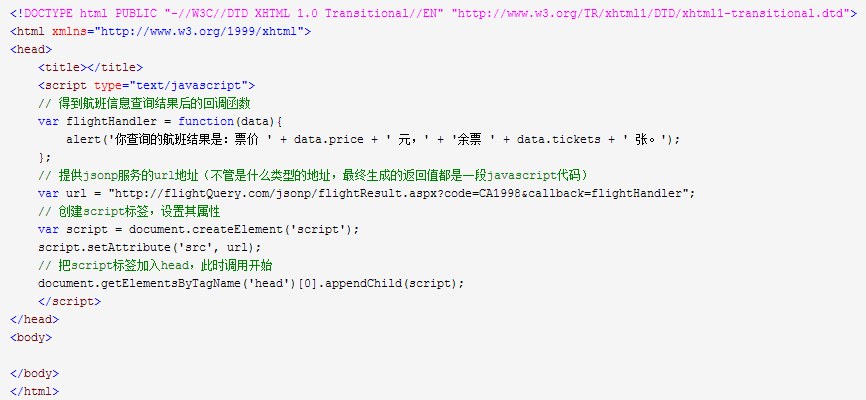 <!DOCTYPE html PUBLIC "-//W3C//DTD XHTML 1.0 Transitional//EN" "http://www.w3.org/TR/xhtml1/DTD/xhtml1-transitional.dtd">
<html xmlns="http://www.w3.org/1999/xhtml">
<head>
    <title></title>
    <script type="text/javascript">
    // 得到航班信息查询结果后的回调函数
    var flightHandler = function(data){
        alert('你查询的航班结果是：票价 ' + data.price + ' 元，' + '余票 ' + data.tickets + ' 张。');
    };
    // 提供jsonp服务的url地址（不管是什么类型的地址，最终生成的返回值都是一段javascript代码）
    var url = "http://flightQuery.com/jsonp/flightResult.aspx?code=CA1998&callback=flightHandler";
    // 创建script标签，设置其属性
    var script = document.createElement('script');
    script.setAttribute('src', url);
    // 把script标签加入head，此时调用开始
    document.getElementsByTagName('head')[0].appendChild(script);
    </script>
</head>
<body>

</body>
</html>